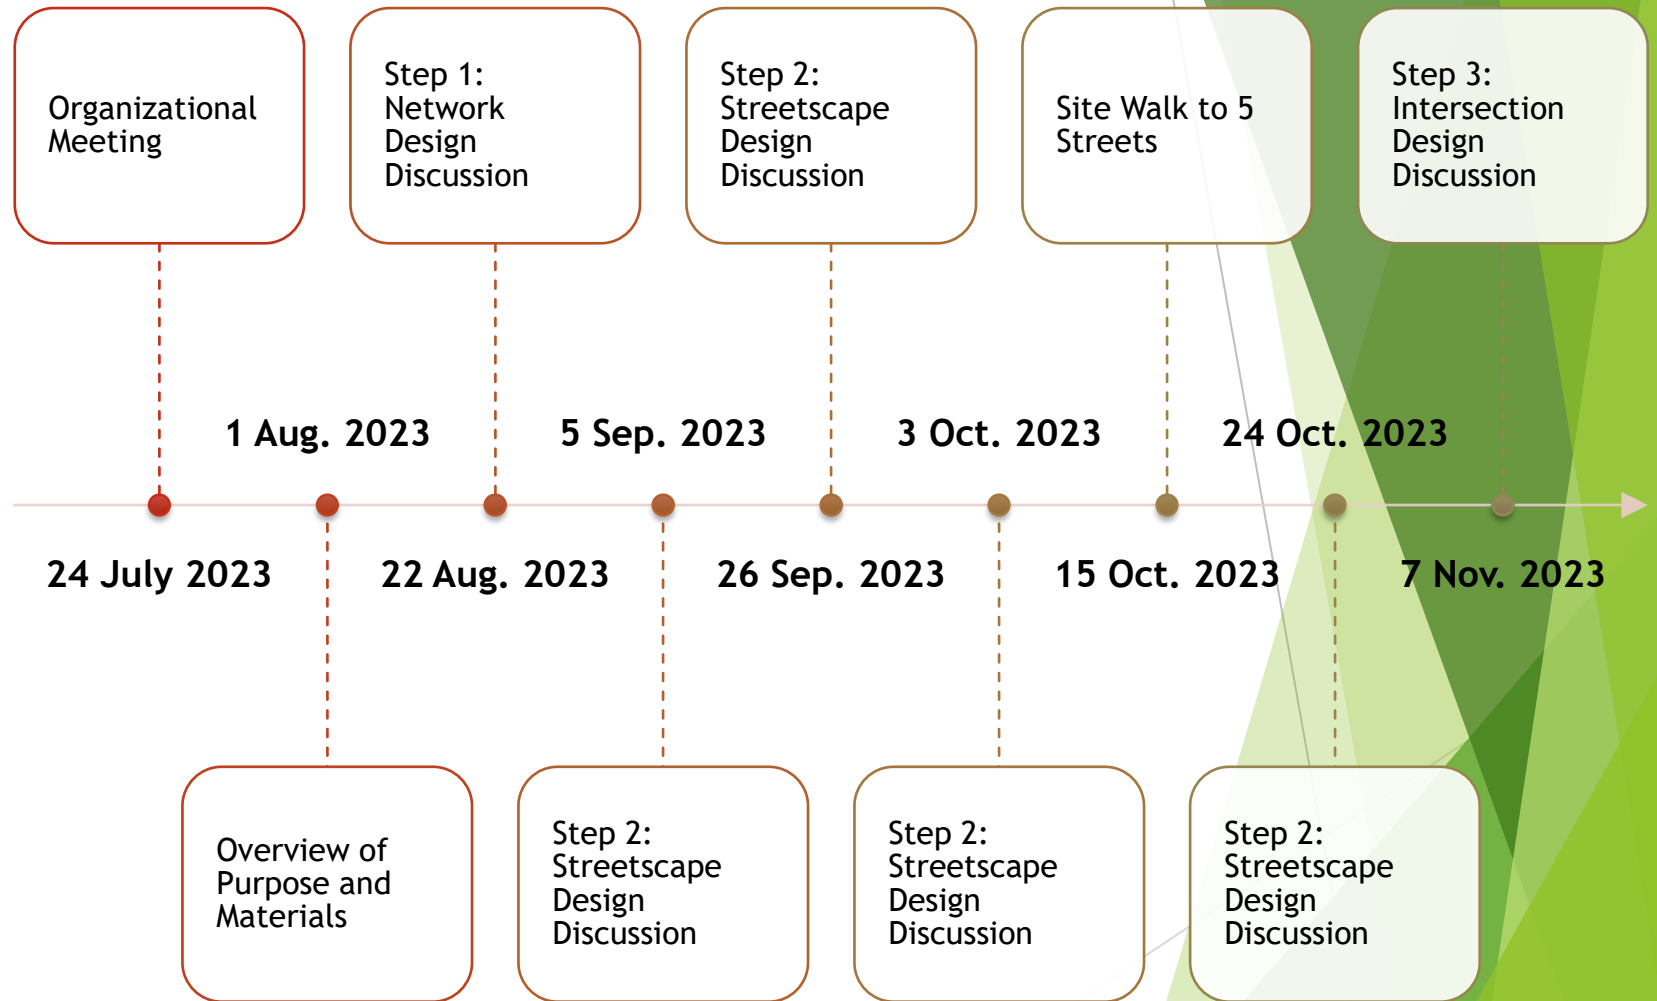 Organizational
Meeting
Step 1:
Network
Design
Discussion
Step 2:
Streetscape
Design
Discussion
Site Walk to 5
Streets
Step 3:
Intersection
Design
Discussion
1 Aug. 2023
5 Sep. 2023
3 Oct. 2023
24 Oct. 2023
24 July 2023
22 Aug. 2023
26 Sep. 2023
15 Oct. 2023
7 Nov. 2023
Overview of
Purpose and
Materials
Step 2:
Streetscape
Design
Discussion
Step 2:
Streetscape
Design
Discussion
Step 2:
Streetscape
Design
Discussion